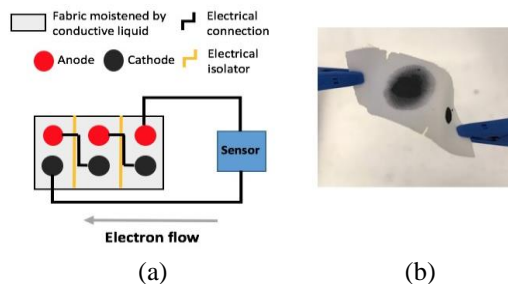 Fabric moistened by
conductive liquid
Electrical
connection
Anode
Cathode
Electrical
isolator
Sensor
Electron flow
(a)
(b)